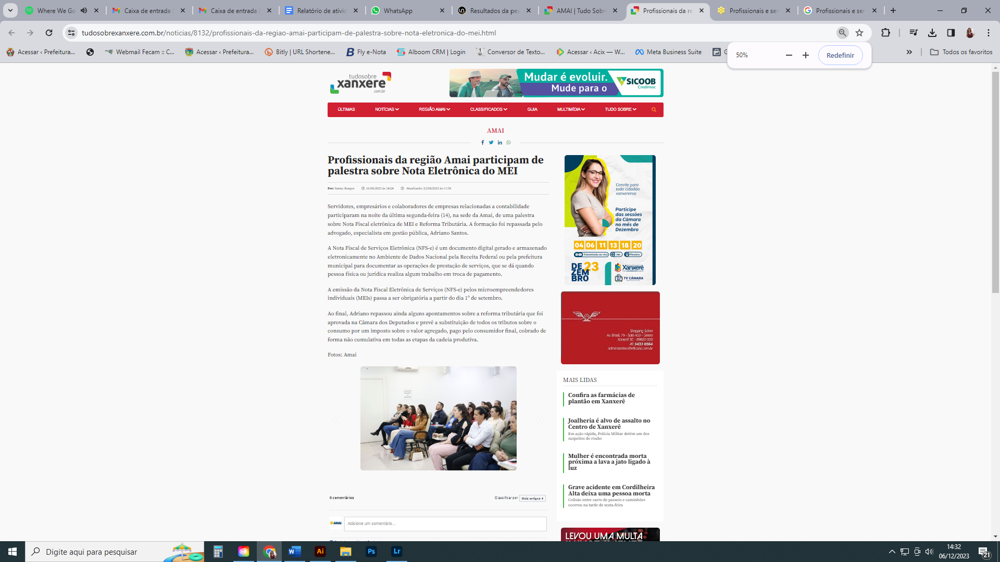 Where We Go
Caixa de entrada
Caixa de entrada
Relatório de ativid
WhatsApp
Resultados da pes
AMAI | Tudo Sobr
Profissionais da re
Profissionais e ser
Profissionais e ser
tudosobrexanxere.com.br/noticias/8132/profissionais-da-regiao-amai-participam-de-palestra-sobre-nota-eletronica-do-mei.html
Acessar ‹ Prefeitura...
Webmail Fecam :: C...
Acessar ‹ Prefeitura...
Bitly | URL Shortene...
Fly e-Nota
Alboom CRM | Login
Conversor de Texto...
Acessar ‹ Acix — W...
Meta Business Suite
Todos os favoritos
50%
Redefinir
tudosobre
xanxere
.com.br
Mudar é evoluir.
Mude para o
SICOOB
Credimoc
ÚLTIMAS
NOTÍCIAS
REGIÃO AMAI
CLASSIFICADOS
GUIA
MULTIMÍDIA
TUDO SOBRE
AMAI
Profissionais da região Amai participam de
palestra sobre Nota Eletrônica do MEI
Por: Sanny Borges
16/08/2023 às 14:24
Atualizado: 23/08/2023 às 17:38
Servidores, empresários e colaboradores de empresas relacionadas a contabilidade
participaram na noite da última segunda-feira (14), na sede da Amai, de uma palestra
sobre Nota Fiscal eletrônica de MEI e Reforma Tributária. A formação foi repassada pelo
advogado, especialista em gestão pública, Adriano Santos.
A Nota Fiscal de Serviços Eletrônica (NFS-e) é um documento digital gerado e armazenado
eletronicamente no Ambiente de Dados Nacional pela Receita Federal ou pela prefeitura
municipal para documentar as operações de prestação de serviços, que se dá quando
pessoa física ou jurídica realiza algum trabalho em troca de pagamento.
A emissão da Nota Fiscal Eletrônica de Serviços (NFS-e) pelos microempreendedores
individuais (MEIs) passa a ser obrigatória a partir do dia 1º de setembro.
Ao final, Adriano repassou ainda alguns apontamentos sobre a reforma tributária que foi
aprovada na Câmara dos Deputados e prevê a substituição de todos os tributos sobre o
consumo por um imposto sobre o valor agregado, pago pelo consumidor final, cobrado de
forma não cumulativa em todas as etapas da cadeia produtiva.
Fotos: Amai
0 comentários
Classificar por
Mais antigos
AMAI
Adicione um comentário...
Convite para
todo cidadão
xanxerense
Participe
das sessões
da Câmara
no mês de
Dezembro
04 06 11 13 18 20
Transmissão ao vivo
19h
Plenário
DE
ZEM
BRO
23
Xanxerê
TV CÂMARA
Shopping Scirea
Av. Brasil, 79 - Sala 403 - Centro
Xanxerê SC - 89820 000
49 3433 6564
administrativo@eficazsc.com.br
MAIS LIDAS
Confira as farmácias de
plantão em Xanxerê
Joalheria é alvo de assalto no
Centro de Xanxerê
Em ação rápida, Polícia Militar detém um dos
suspeitos do roubo
Mulher é encontrada morta
próxima a lava a jato ligado à
luz
Grave acidente em Cordilheira
Alta deixa uma pessoa morta
Colisão entre carro de passeio e caminhões
ocorreu na tarde de sexta-feira
LEVOU UMA MULTA
Digite aqui para pesquisar
Ai
Ps
Lr
14:32
06/12/2023
21